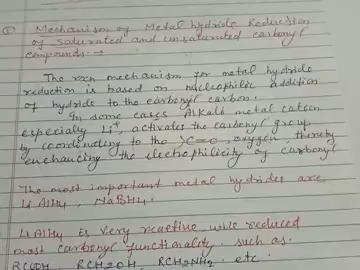 ① Mechanism of Metal hydride Reduction
of saturated and unsaturated carbonyl
compounds :→
The rxn mechanism for metal hydride
reduction is based on nucleophilic addition
of hydride to the carbonyl carbon.
In some cases Alkali metal cation
especially Li⁺, activates the carbonyl group
by coordinating to the >C=O, oxygen, thereby
enhancing the electrophilicity of carbonyl
The most important metal hydrides are
LiAlH4, NaBH4.
LiAlH4 is very reactive, will reduced
most carbonyl functionality, such as.
RCOOH, RCH2OH, RCH2NH2. etc.